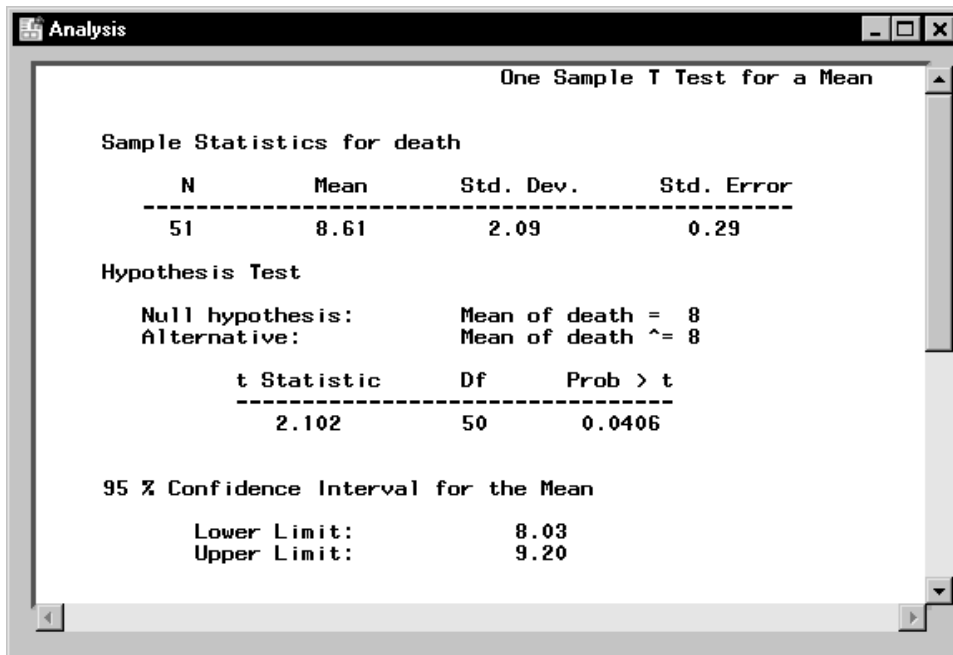 Analysis
One Sample T Test for a Mean
Sample Statistics for death
N Mean Std. Dev. Std. Error
51 8.61 2.09 0.29
Hypothesis Test
Null hypothesis: Mean of death = 8
Alternative: Mean of death ^= 8
t Statistic Df Prob > t
2.102 50 0.0406
95 % Confidence Interval for the Mean
Lower Limit: 8.03
Upper Limit: 9.20